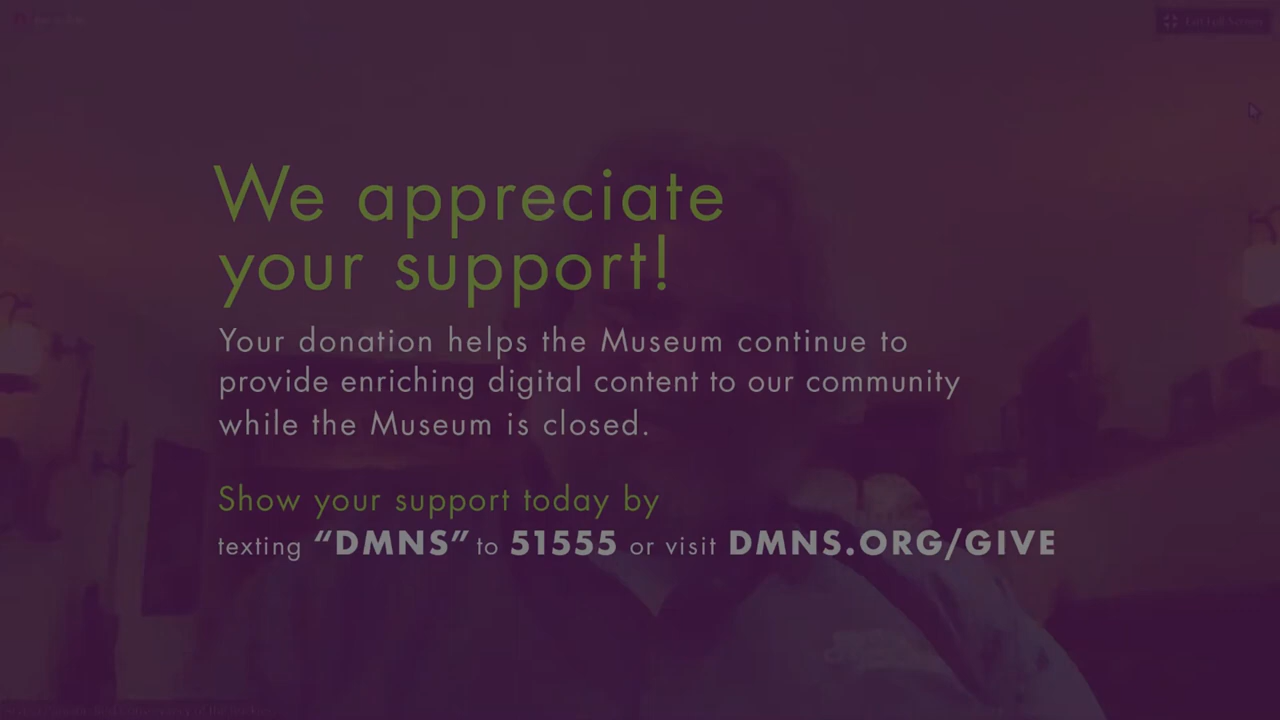 We appreciate
your support!
Your donation helps the Museum continue to
provide enriching digital content to our community
while the Museum is closed.
Show your support today by
texting “DMNS” to 51555 or visit DMNS.ORG/GIVE